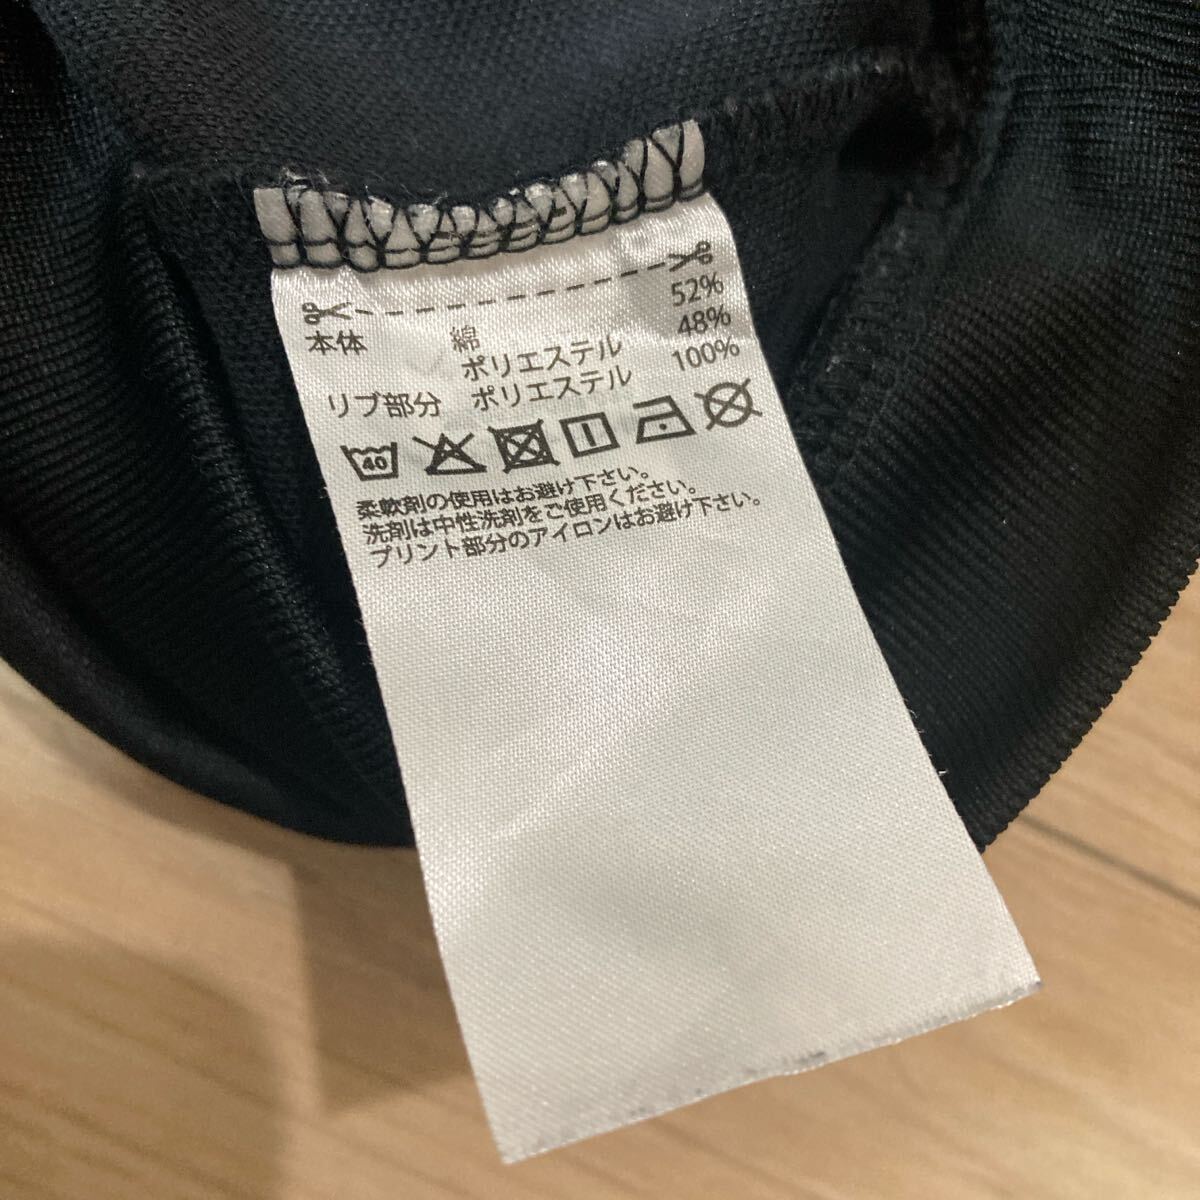 本体 綿 52%
ポリエステル 48%
リブ部分 ポリエステル 100%
40
柔軟剤の使用はお避け下さい。
洗剤は中性洗剤をご使用ください。
プリント部分のアイロンはお避け下さい。